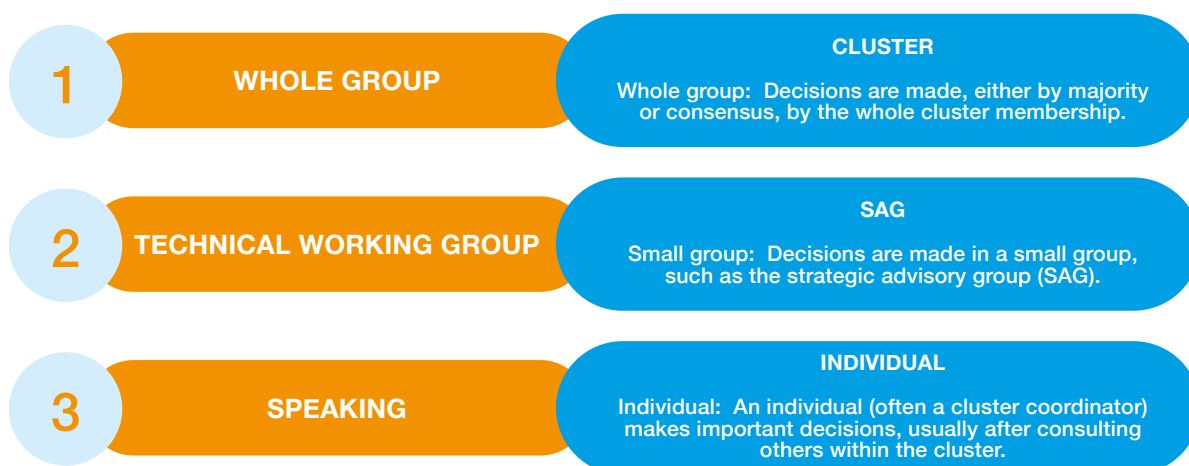 1
WHOLE GROUP
CLUSTER
Whole group:  Decisions are made, either by majority
or consensus, by the whole cluster membership.
2
TECHNICAL WORKING GROUP
SAG
Small group:  Decisions are made in a small group,
such as the strategic advisory group (SAG).
3
SPEAKING
INDIVIDUAL
Individual:  An individual (often a cluster coordinator)
makes important decisions, usually after consulting
others within the cluster.